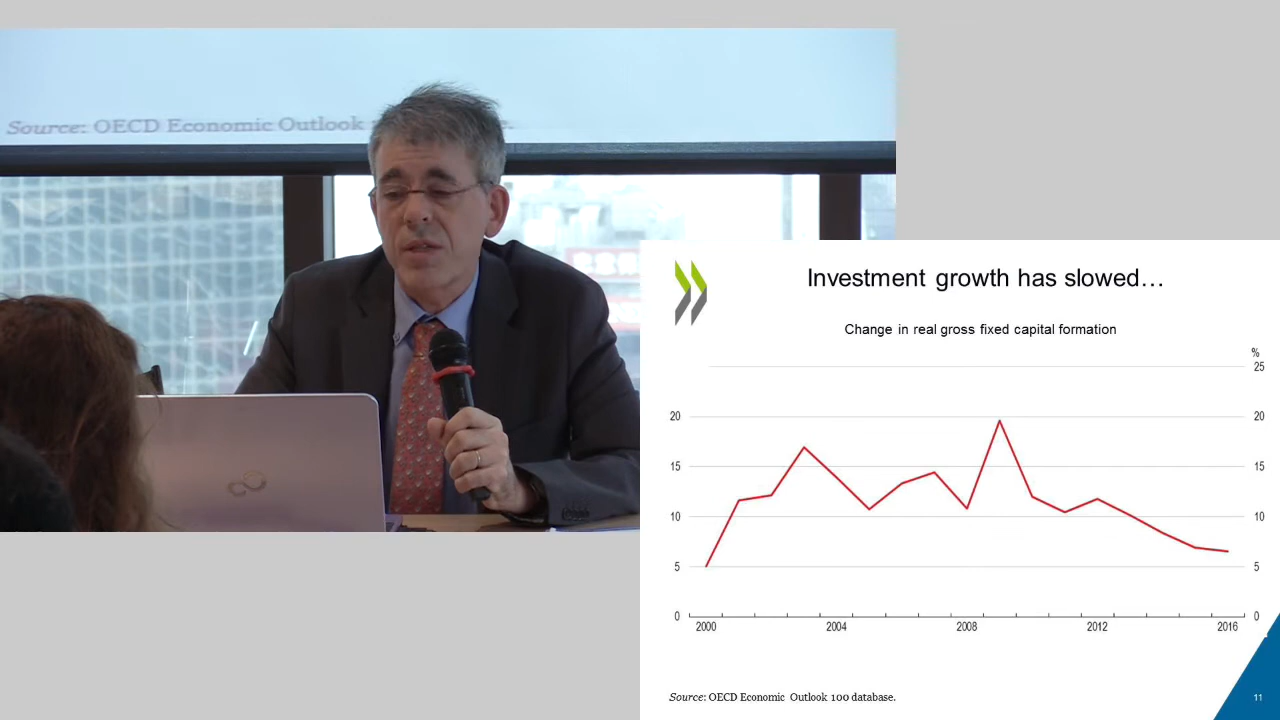 Source: OECD Economic Outlook
Investment growth has slowed…
Change in real gross fixed capital formation
%
25
20 20
15 15
10 10
5 5
0 0
2000 2004 2008 2012 2016
Source: OECD Economic Outlook 100 database.
11